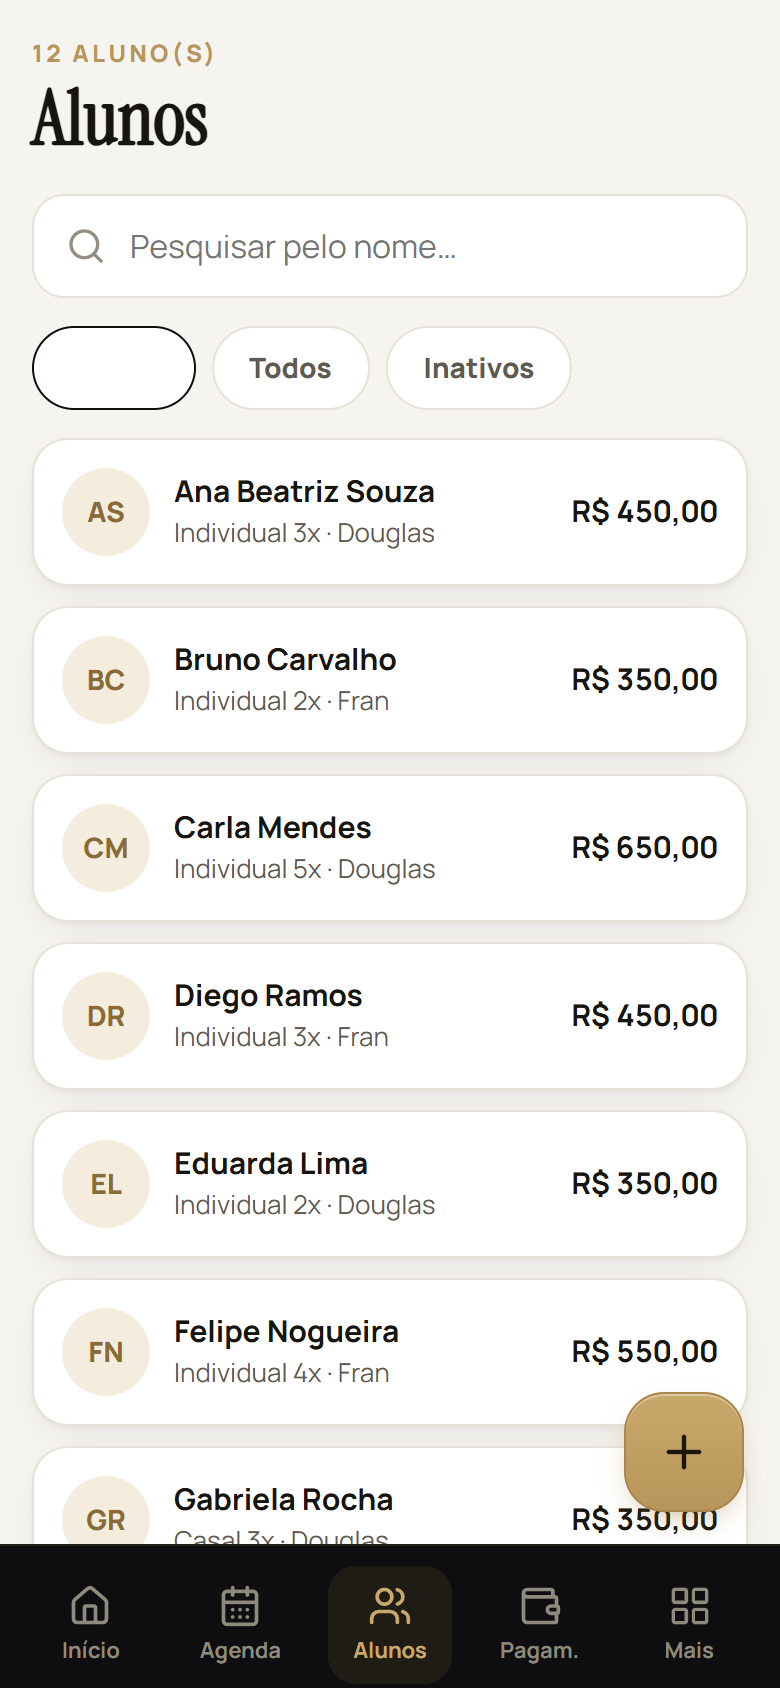 12 ALUNO(S)
Alunos
Pesquisar pelo nome...
Todos
Inativos
AS
Ana Beatriz Souza
Individual 3x · Douglas
R$ 450,00
BC
Bruno Carvalho
Individual 2x · Fran
R$ 350,00
CM
Carla Mendes
Individual 5x · Douglas
R$ 650,00
DR
Diego Ramos
Individual 3x · Fran
R$ 450,00
EL
Eduarda Lima
Individual 2x · Douglas
R$ 350,00
FN
Felipe Nogueira
Individual 4x · Fran
R$ 550,00
GR
Gabriela Rocha
Casal 3x · Douglas
R$ 350,00
Início
Agenda
Alunos
Pagam.
Mais